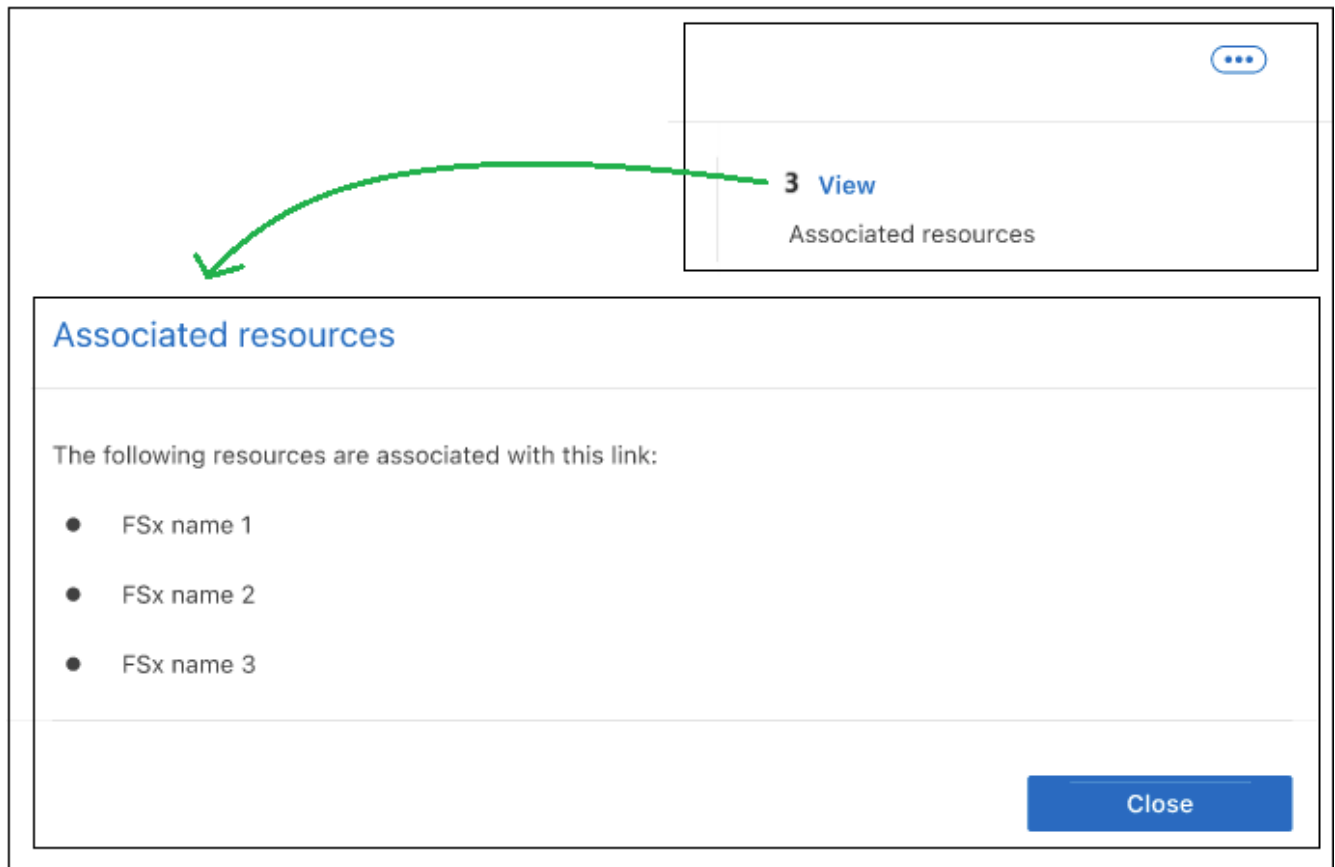 3 View
Associated resources
Associated resources
The following resources are associated with this link:
● FSx name 1
● FSx name 2
● FSx name 3
Close